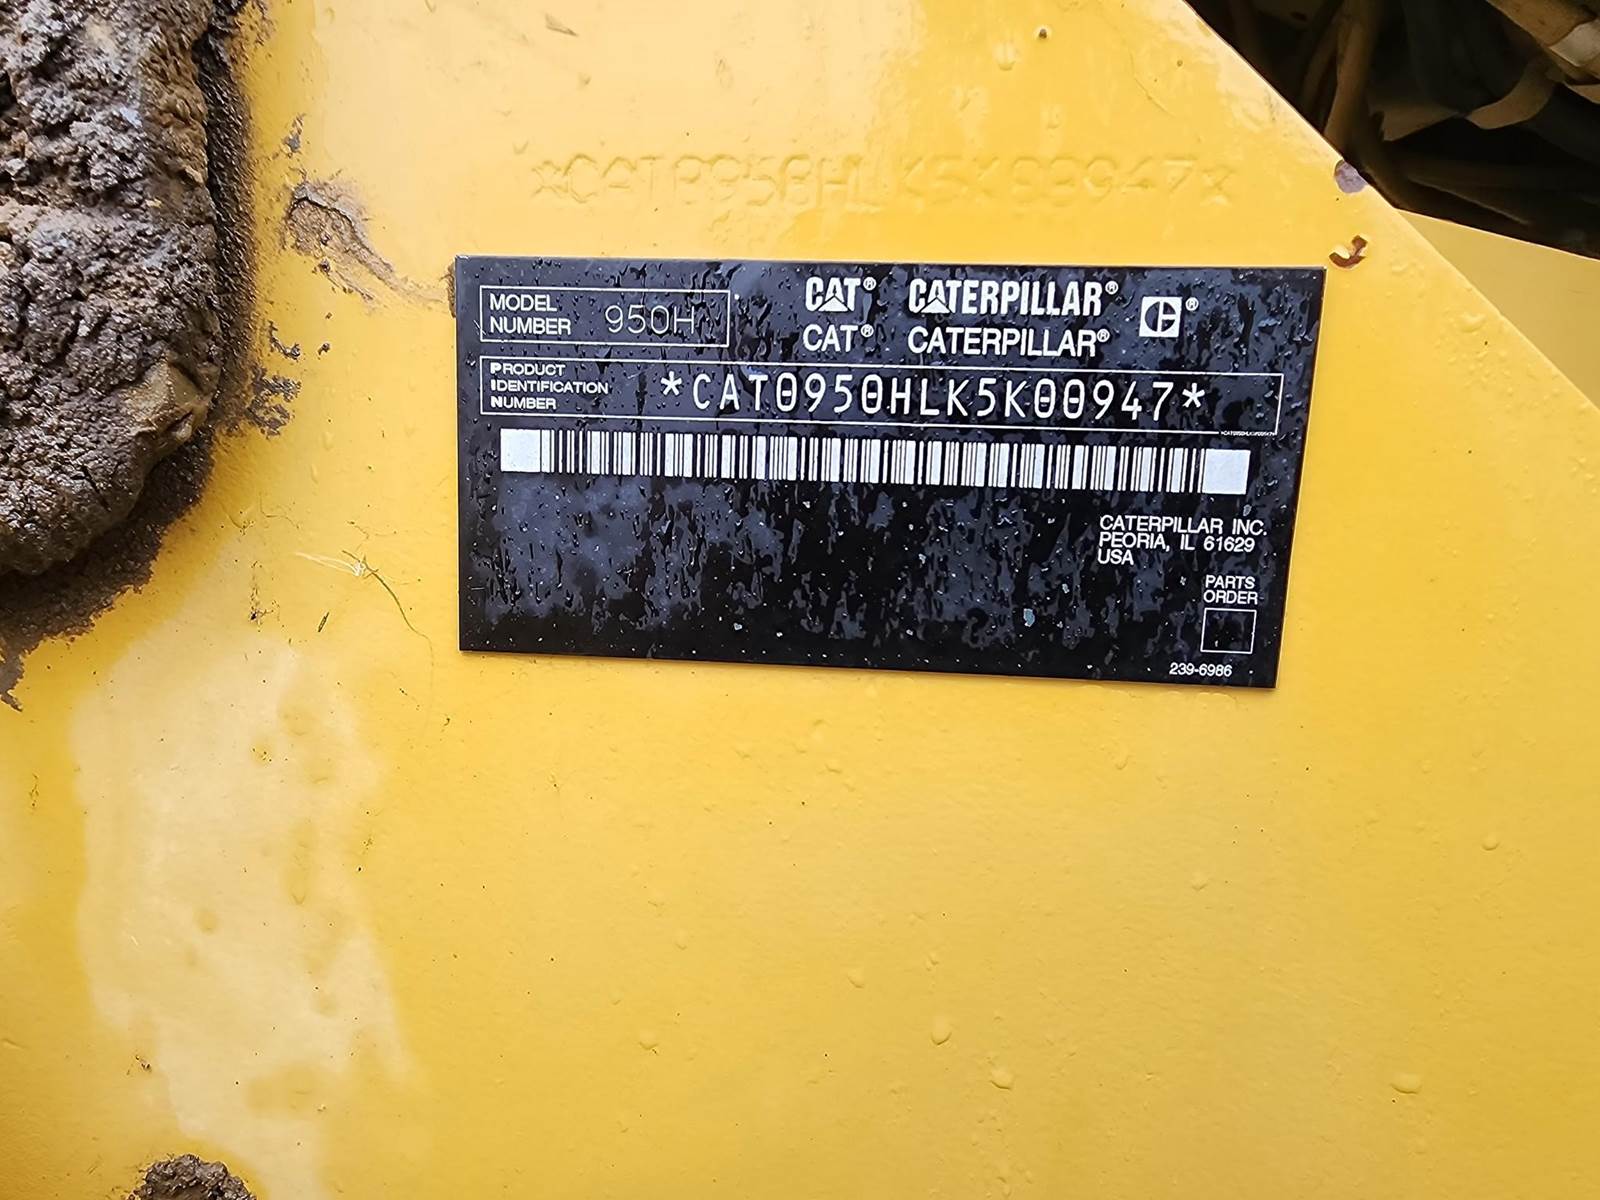 *CAT0950HLK5K00947*
MODEL NUMBER 950H
CAT® CATERPILLAR® ®
CAT® CATERPILLAR®
PRODUCT IDENTIFICATION NUMBER *CAT0950HLK5K00947*
*CAT0950HLK5K00947*
CATERPILLAR INC.
PEORIA, IL 61629
USA
PARTS
ORDER
239-6986